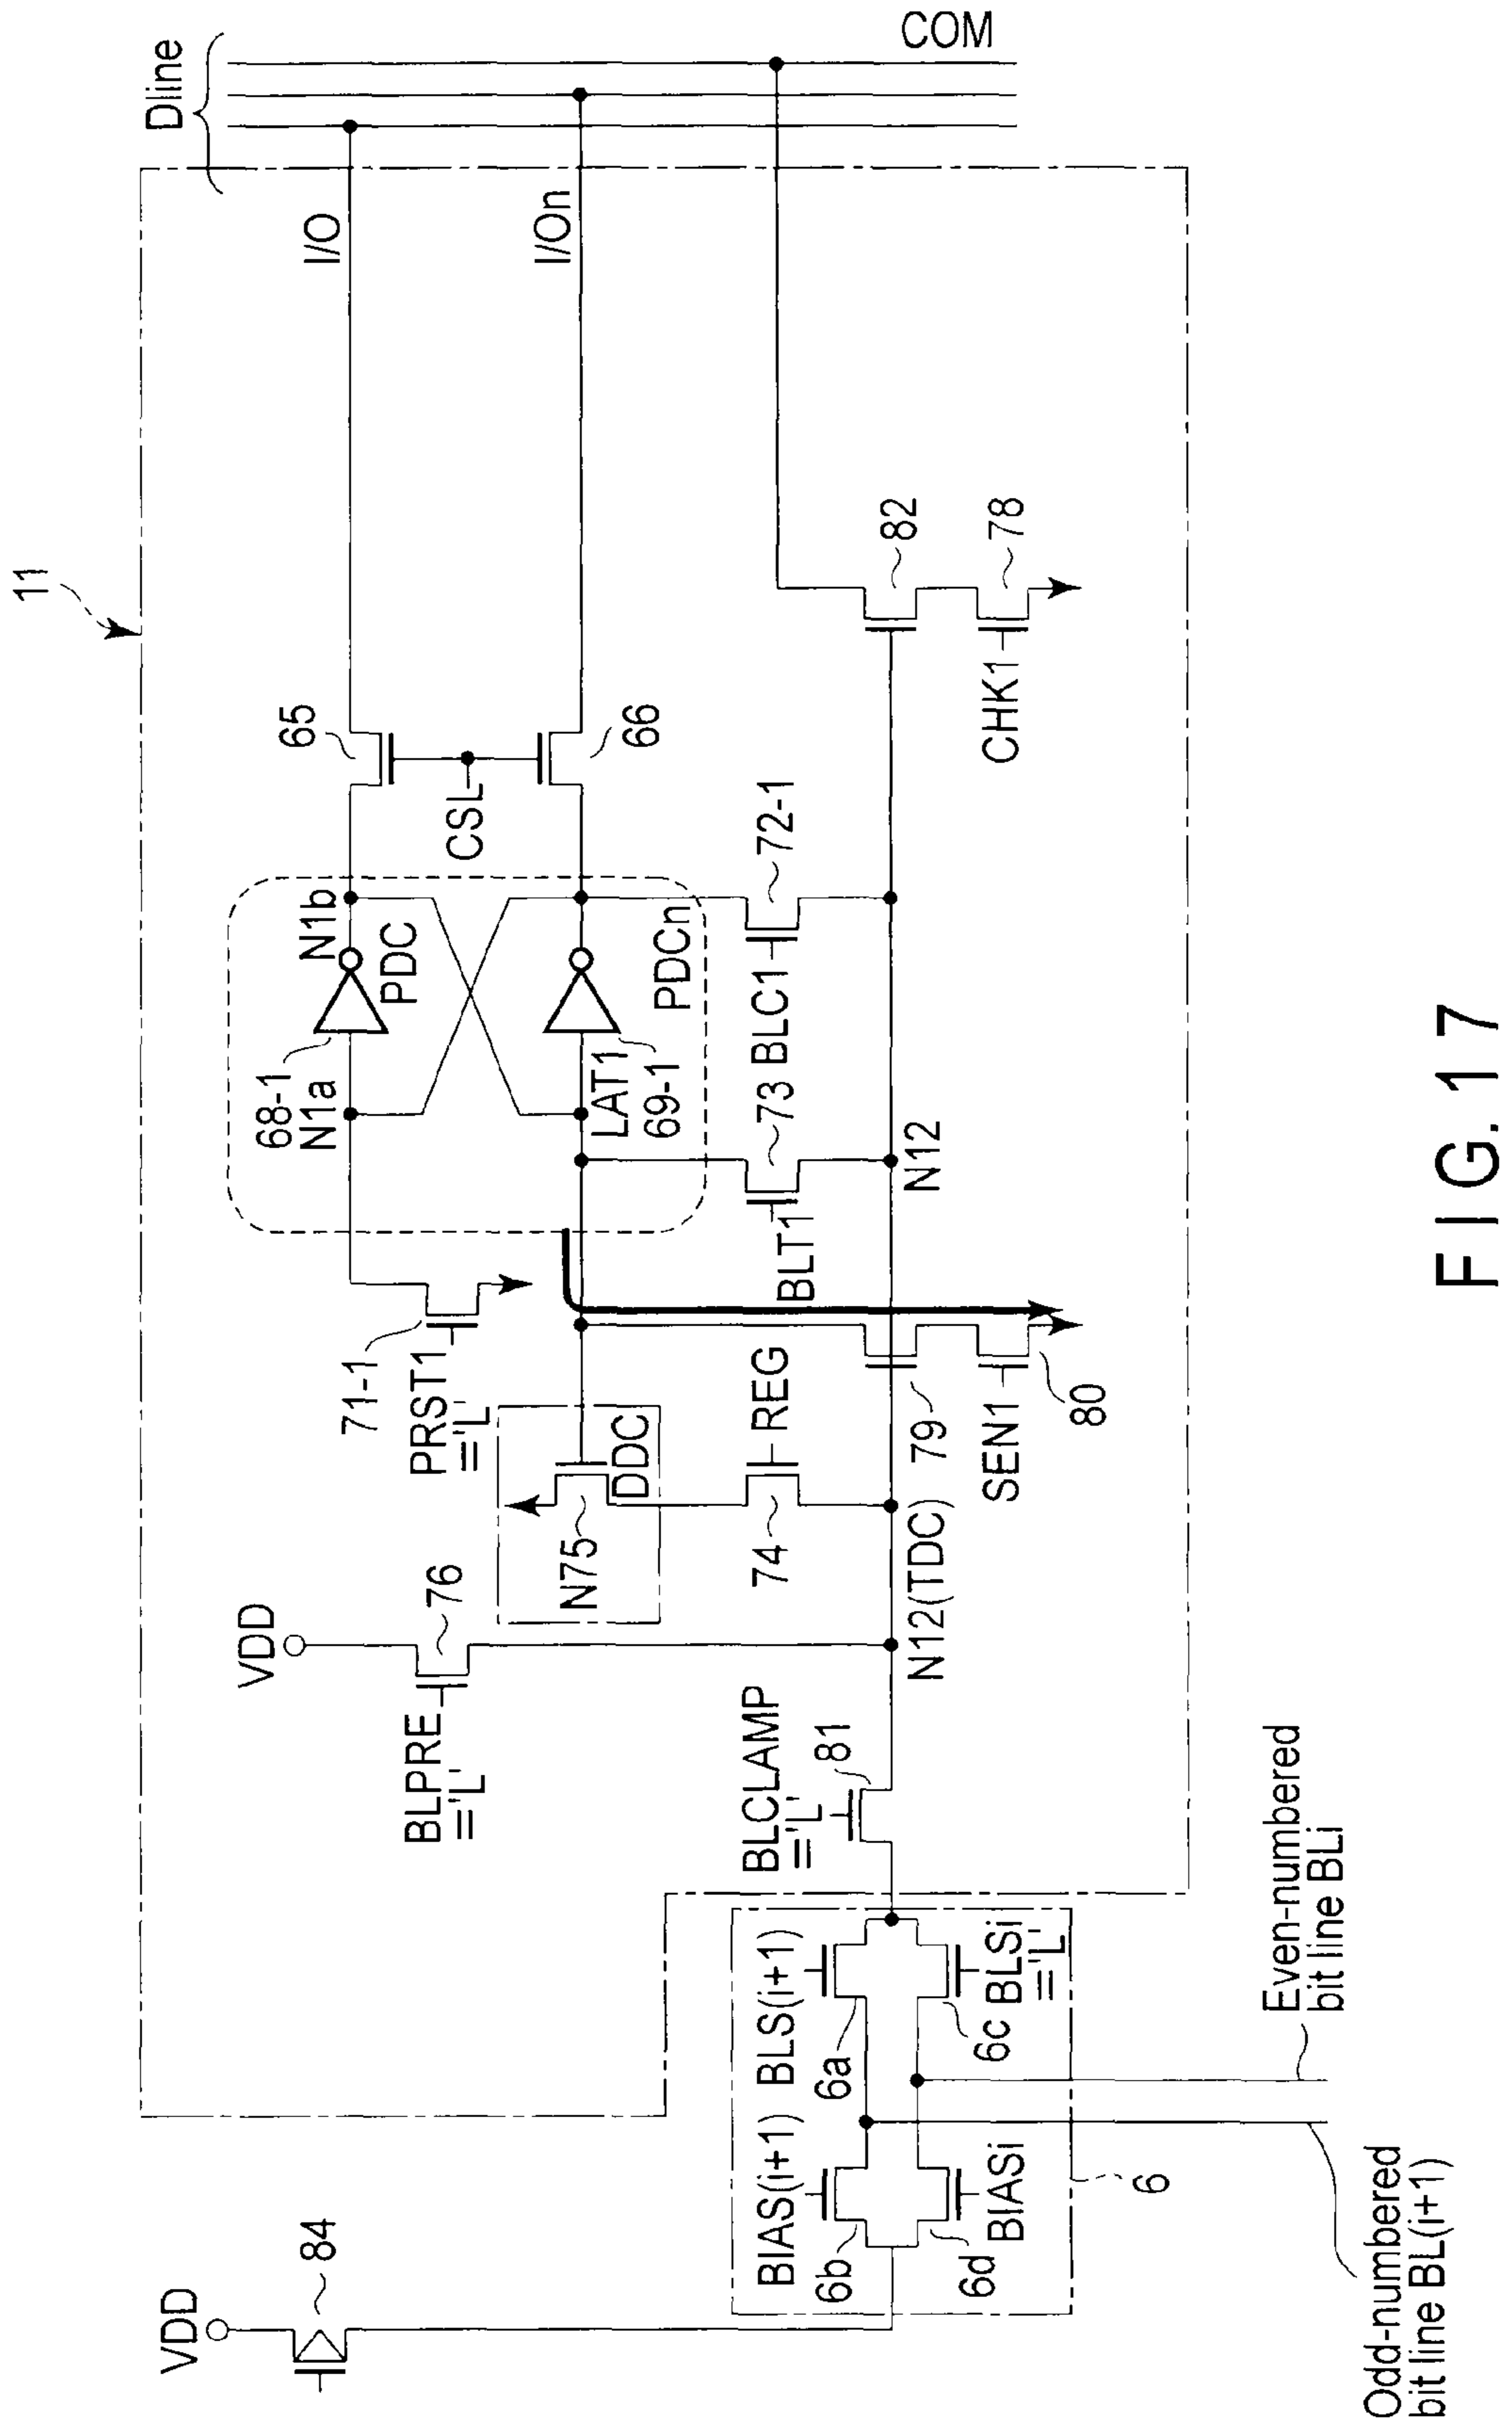 11
Dline
COM
I/O
I/On
VDD
84
VDD
BLPRE
='L'
76
71-1
PRST1
='L'
68-1
N1a
N1b
PDC
65
CSL
66
LAT1
69-1
PDCn
N75
DDC
74
REG
BLT1
73
BLC1
72-1
BLCLAMP
='L'
81
N12(TDC)
79
SEN1
80
N12
82
CHK1
78
BIAS(i+1)
BLS(i+1)
6b
6a
6d
6c
BIASi
BLSi
='L'
6
Even-numbered
bit line BLi
Odd-numbered
bit line BL(i+1)
FIG. 17